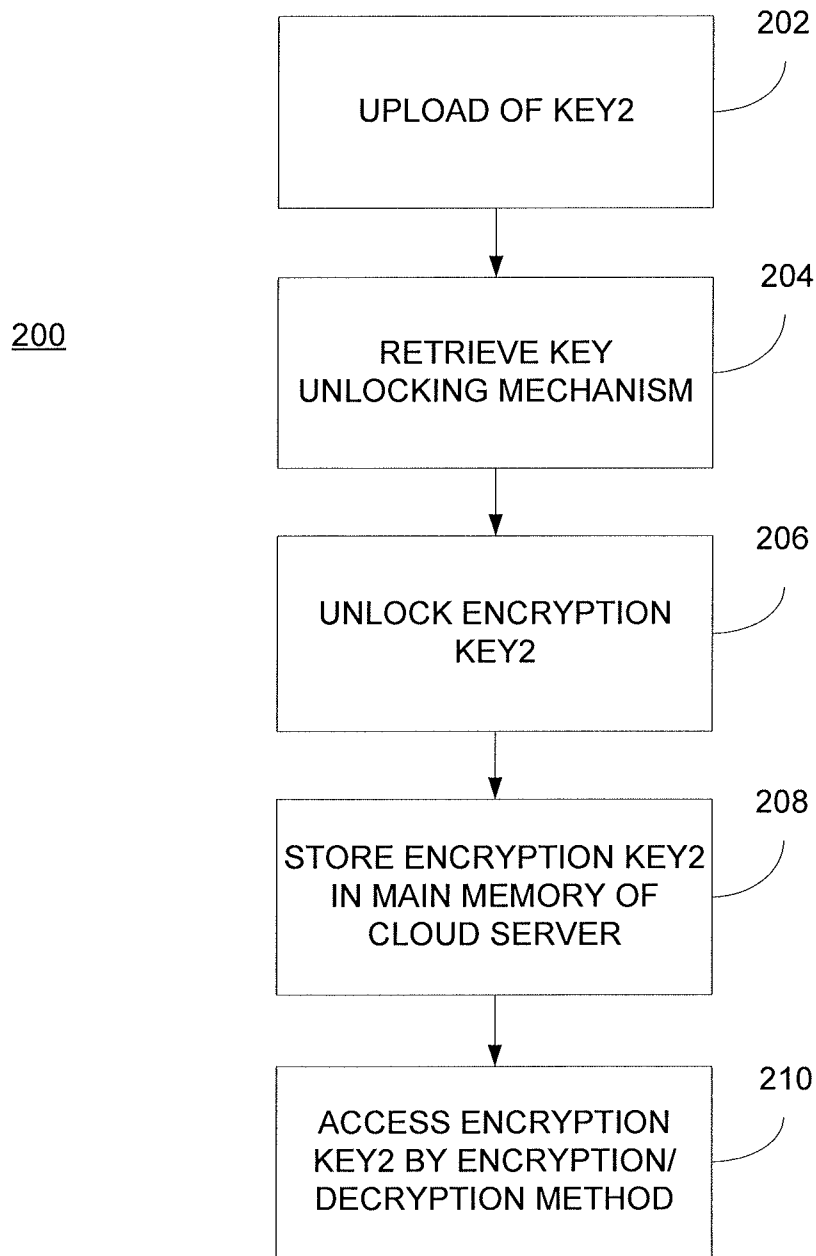 202
UPLOAD OF KEY2
204
200
RETRIEVE KEY
UNLOCKING MECHANISM
206
UNLOCK ENCRYPTION
KEY2
208
STORE ENCRYPTION KEY2
IN MAIN MEMORY OF
CLOUD SERVER
210
ACCESS ENCRYPTION
KEY2 BY ENCRYPTION/
DECRYPTION METHOD